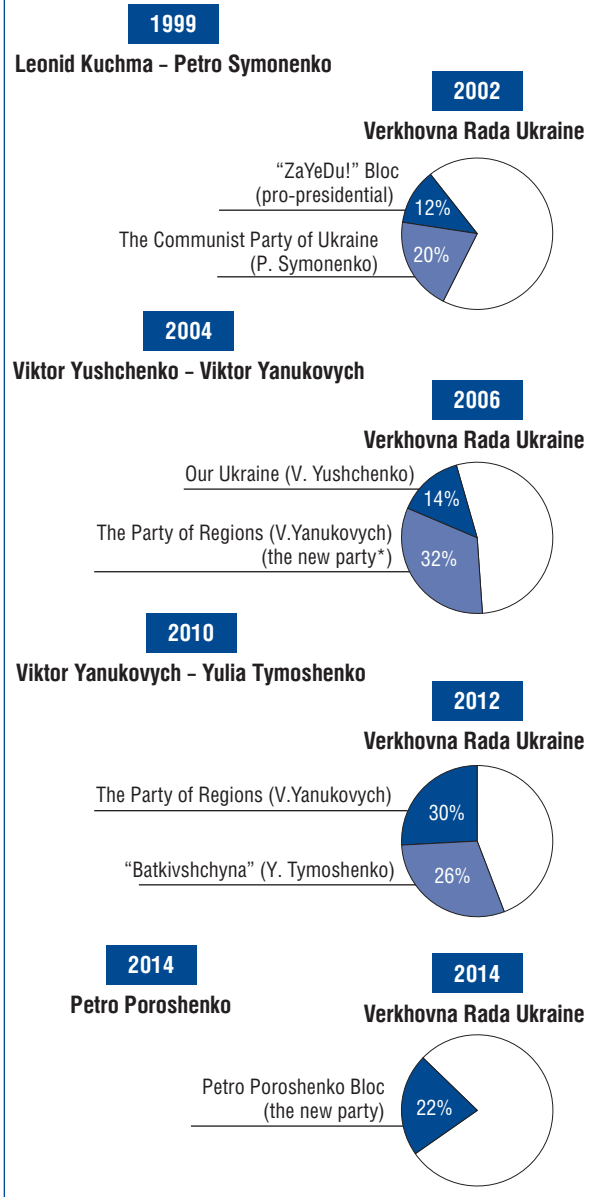 1999
Leonid Kuchma – Petro Symonenko
2002
Verkhovna Rada Ukraine
“ZaYeDu!” Bloc
(pro-presidential)
12%
The Communist Party of Ukraine
(P. Symonenko)
20%
2004
Viktor Yushchenko – Viktor Yanukovych
2006
Verkhovna Rada Ukraine
Our Ukraine (V. Yushchenko)
14%
The Party of Regions (V.Yanukovych)
(the new party*)
32%
2010
Viktor Yanukovych – Yulia Tymoshenko
2012
Verkhovna Rada Ukraine
The Party of Regions (V.Yanukovych)
30%
“Batkivshchyna” (Y. Tymoshenko)
26%
2014
Petro Poroshenko
2014
Verkhovna Rada Ukraine
Petro Poroshenko Bloc
(the new party)
22%